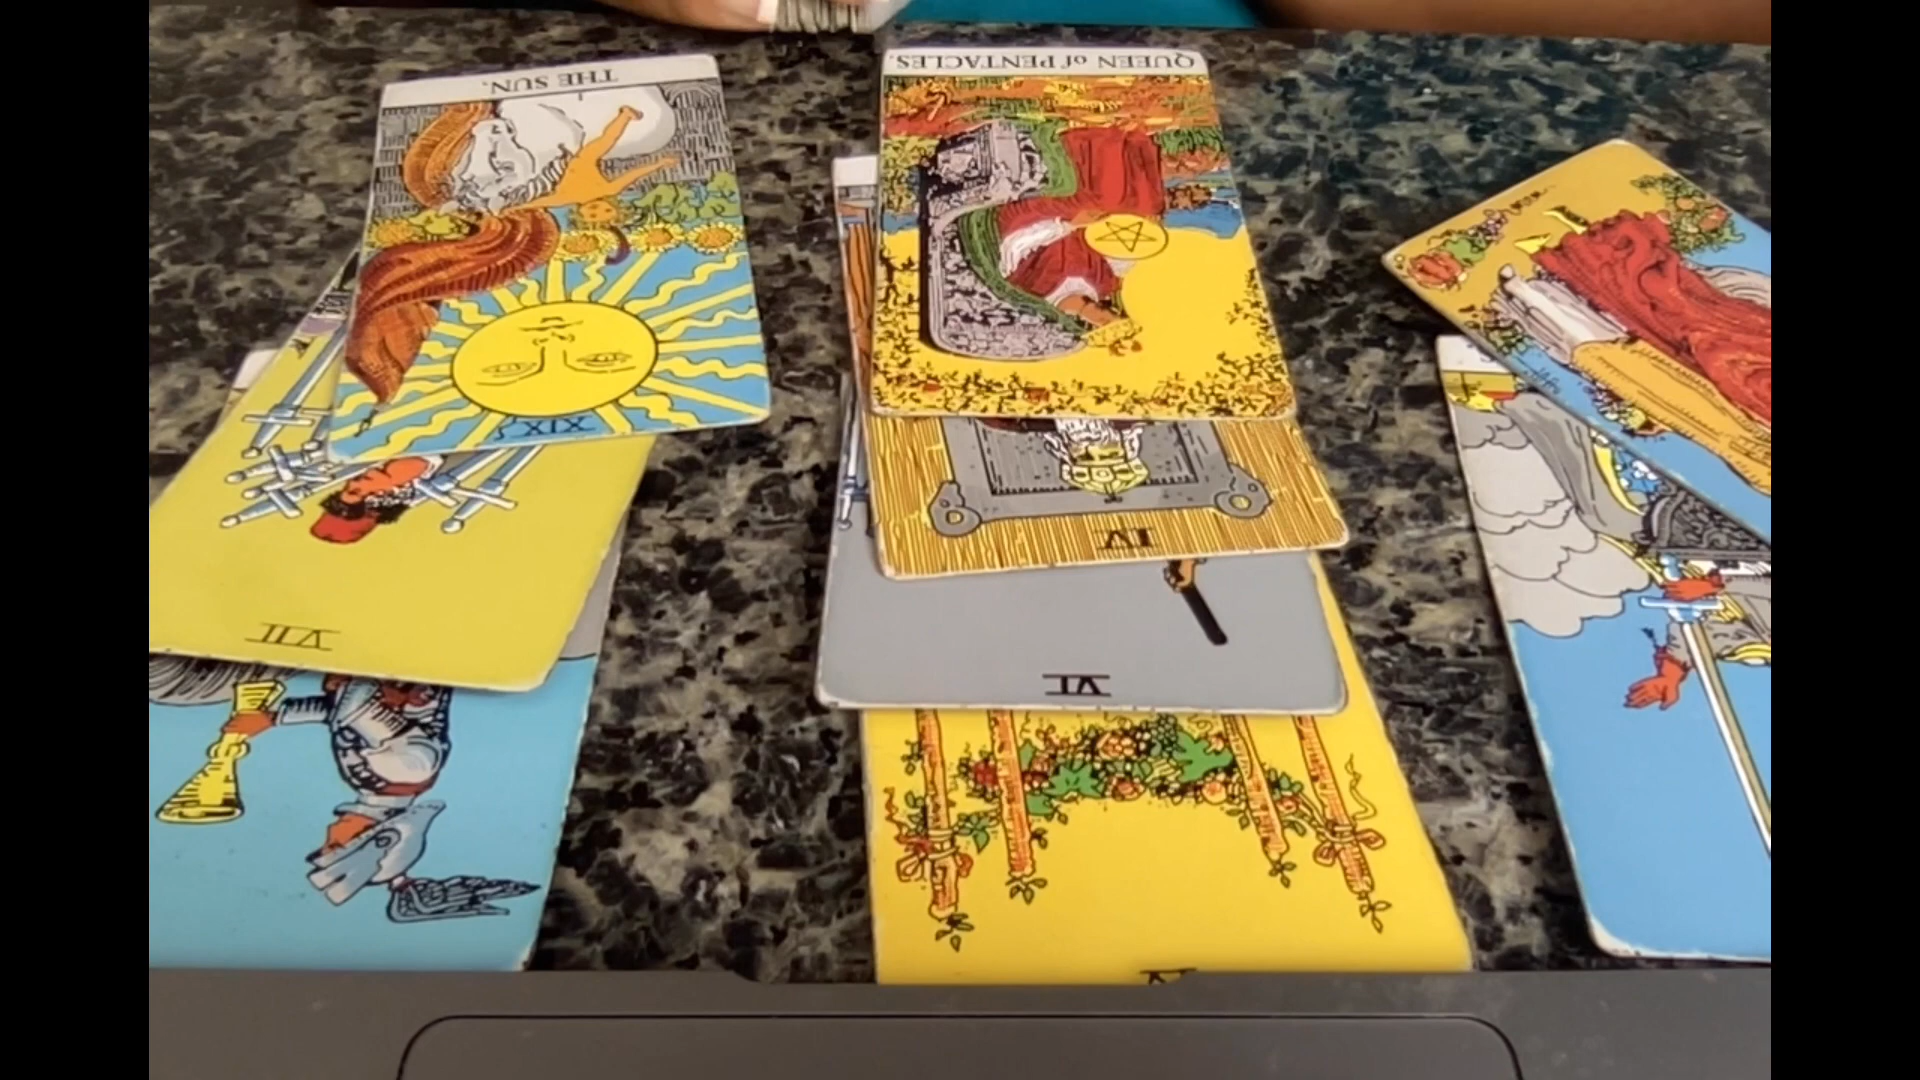 THE SUN.
QUEEN of PENTACLES.
XIX
IV
VII
VI